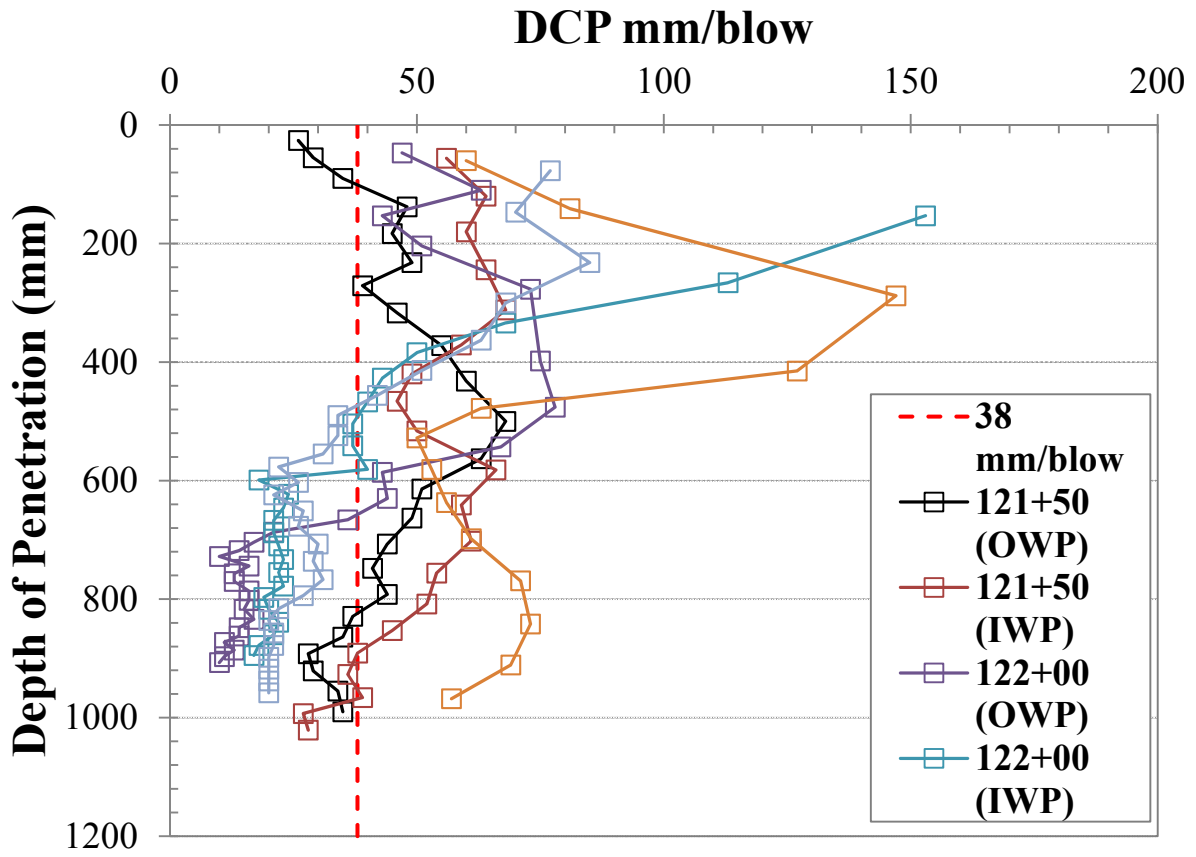 DCP mm/blow
0 50 100 150 200
Depth of Penetration (mm)
0
200
400
600
800
1000
1200
38
mm/blow
121+50
(OWP)
121+50
(IWP)
122+00
(OWP)
122+00
(IWP)